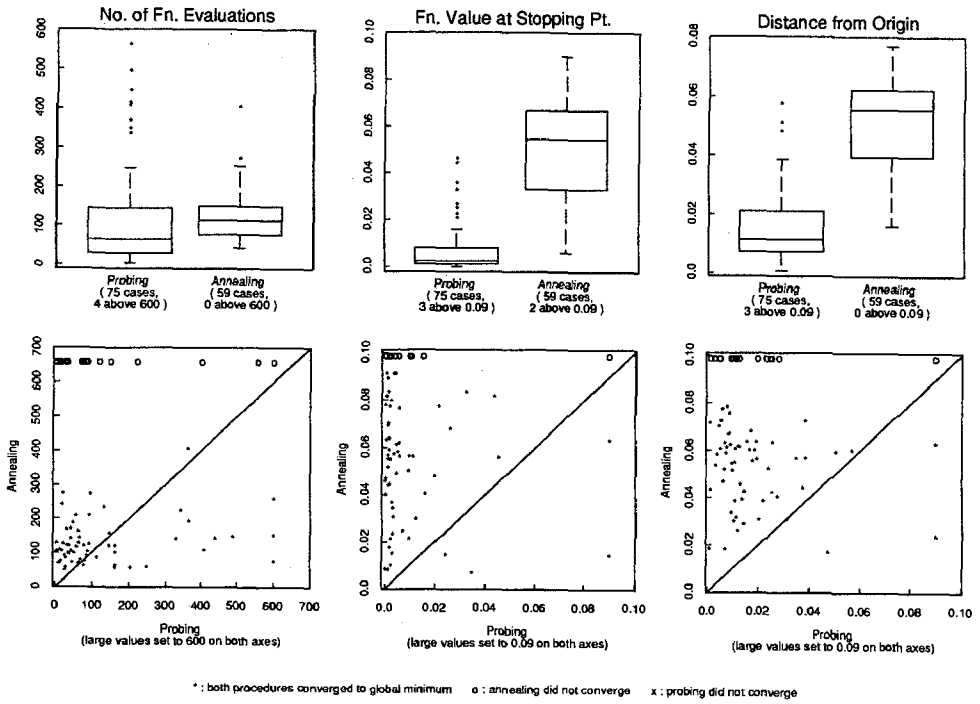 No. of Fn. Evaluations
Fn. Value at Stopping Pt.
Distance from Origin
600
500
400
300
200
100
0
0.10
0.08
0.06
0.04
0.02
0.0
0.08
0.06
0.04
0.02
0.0
Probing
( 75 cases,
4 above 600 )
Annealing
( 59 cases,
0 above 600 )
Probing
( 75 cases,
3 above 0.09 )
Annealing
( 59 cases,
2 above 0.09 )
Probing
( 75 cases,
3 above 0.09 )
Annealing
( 59 cases,
0 above 0.09 )
Annealing
700
600
500
400
300
200
100
0
0 100 200 300 400 500 600 700
Probing
(large values set to 600 on both axes)
Annealing
0.10
0.08
0.06
0.04
0.02
0.0
0.0 0.02 0.04 0.06 0.08 0.10
Probing
(large values set to 0.09 on both axes)
Annealing
0.10
0.08
0.06
0.04
0.02
0.0
0.0 0.02 0.04 0.06 0.08 0.10
Probing
(large values set to 0.09 on both axes)
* : both procedures converged to global minimum o : annealing did not converge x : probing did not converge